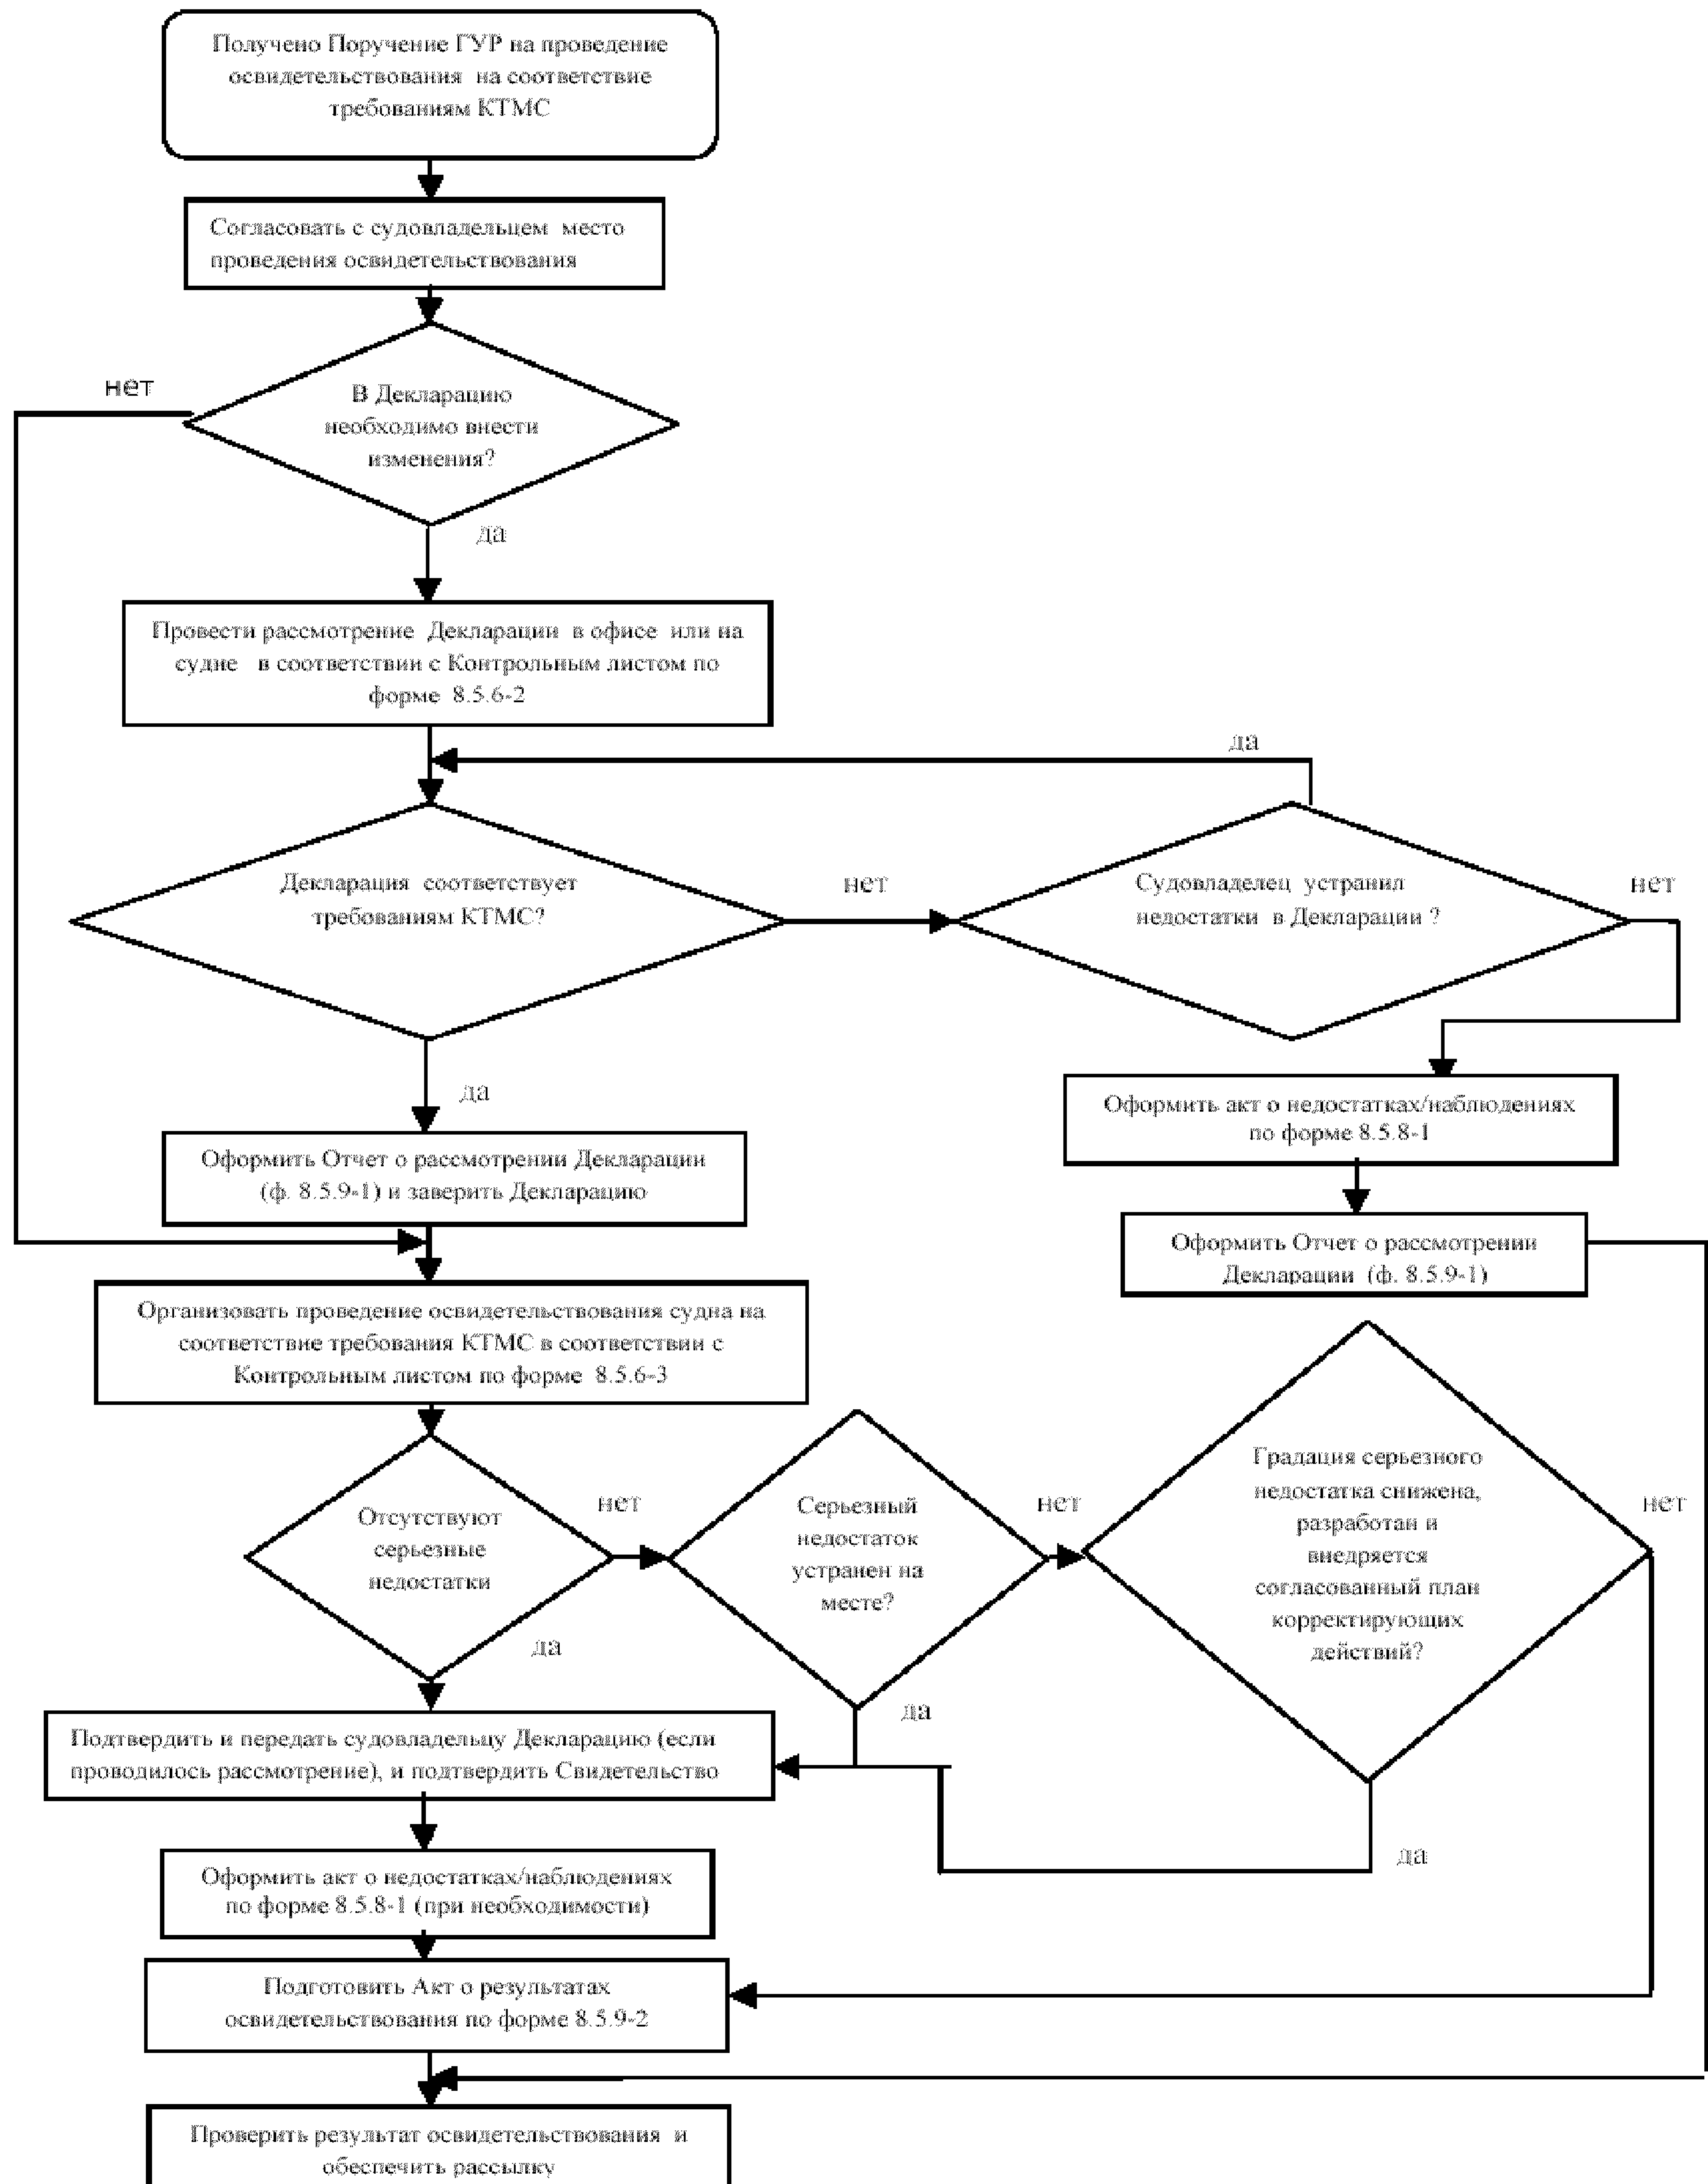 Получено Поручение ГУР на проведение
освидетельствования на соответствие
требованиям КТМС
Согласовать с судовладельцем место
проведения освидетельствования
нет
В Декларацию
необходимо внести
изменения?
да
Провести рассмотрение Декларации в офисе или на
судне в соответствии с Контрольным листом по
форме 8.5.6-2
да
Декларация соответствует
требованиям КТМС?
нет
Судовладелец устранил
недостатки в Декларации ?
нет
да
Оформить акт о недостатках/наблюдениях
по форме 8.5.8-1
Оформить Отчет о рассмотрении Декларации
(ф. 8.5.9-1) и заверить Декларацию
Оформить Отчет о рассмотрении
Декларации (ф. 8.5.9-1)
Организовать проведение освидетельствования судна на
соответствие требования КТМС в соответствии с
Контрольным листом по форме 8.5.6-3
Отсутствуют
серьезные
недостатки
нет
Серьезный
недостаток
устранен на
месте?
нет
Градация серьезного
недостатка снижена,
разработан и
внедряется
согласованный план
корректирующих
действий?
нет
да
да
Подтвердить и передать судовладельцу Декларацию (если
проводилось рассмотрение), и подтвердить Свидетельство
да
Оформить акт о недостатках/наблюдениях
по форме 8.5.8-1 (при необходимости)
Подготовить Акт о результатах
освидетельствования по форме 8.5.9-2
Проверить результат освидетельствования и
обеспечить рассылку